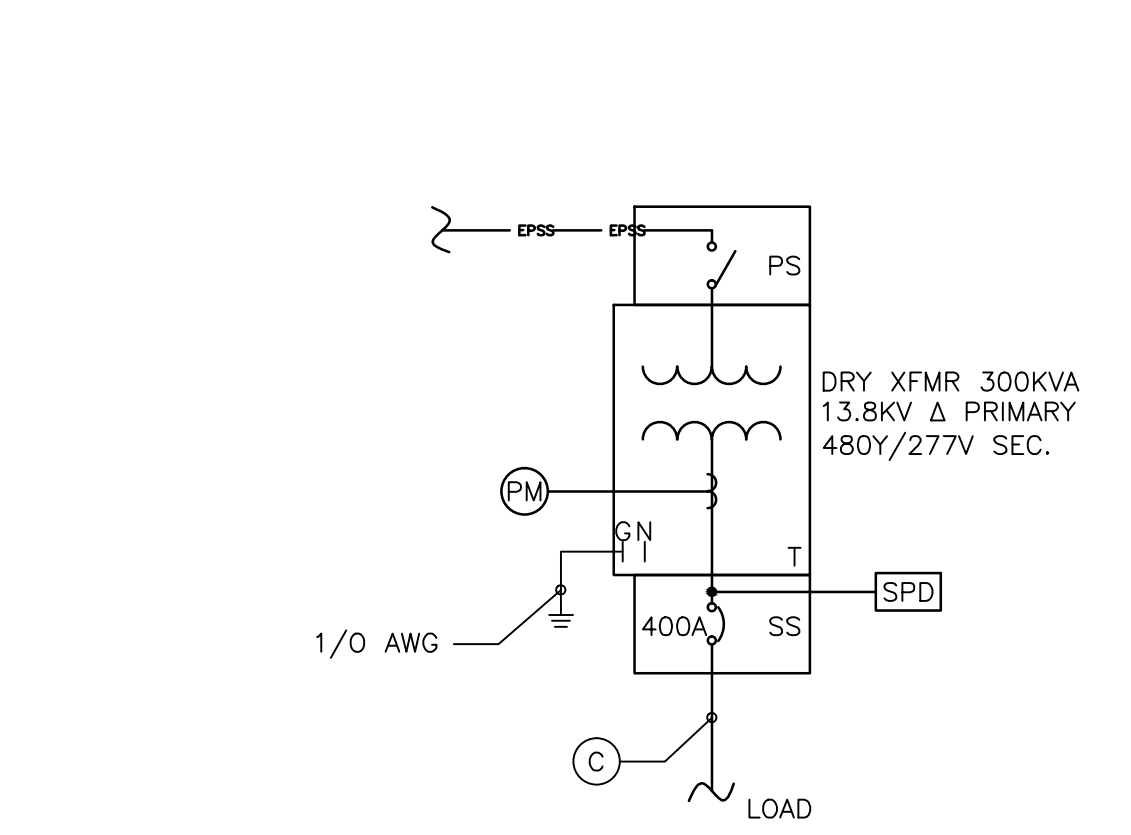 EPSS EPSS
PS
DRY XFMR 300KVA
13.8KV Δ PRIMARY
480Y/277V SEC.
PM
G N
T
SPD
400A
SS
1/0 AWG
C
LOAD